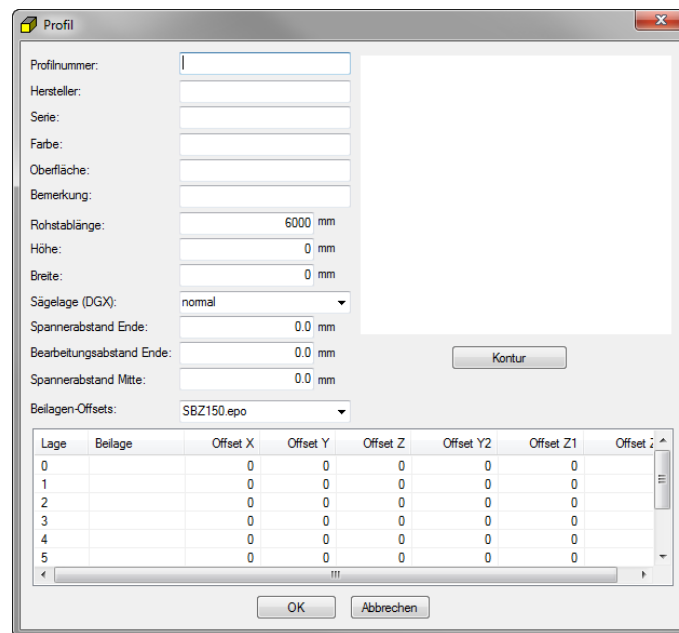 Profil
Profilnummer:
Hersteller:
Serie:
Farbe:
Oberfläche:
Bemerkung:
Rohstablänge: 6000 mm
Höhe: 0 mm
Breite: 0 mm
Sägelage (DGX): normal
Spannerabstand Ende: 0.0 mm
Bearbeitungsabstand Ende: 0.0 mm
Kontur
Spannerabstand Mitte: 0.0 mm
Beilagen-Offsets: SBZ150.epo
Lage Beilage Offset X Offset Y Offset Z Offset Y2 Offset Z1 Offset
0 0 0 0 0 0
1 0 0 0 0 0
2 0 0 0 0 0
3 0 0 0 0 0
4 0 0 0 0 0
5 0 0 0 0 0
OK Abbrechen